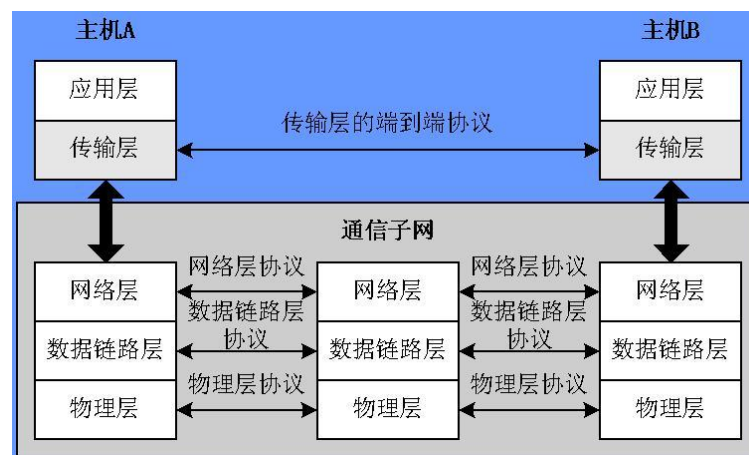 主机A
主机B
应用层
应用层
传输层的端到端协议
传输层
传输层
通信子网
网络层协议
网络层协议
网络层
网络层
网络层
数据链路层
协议
数据链路层
协议
数据链路层
数据链路层
数据链路层
物理层协议
物理层协议
物理层
物理层
物理层